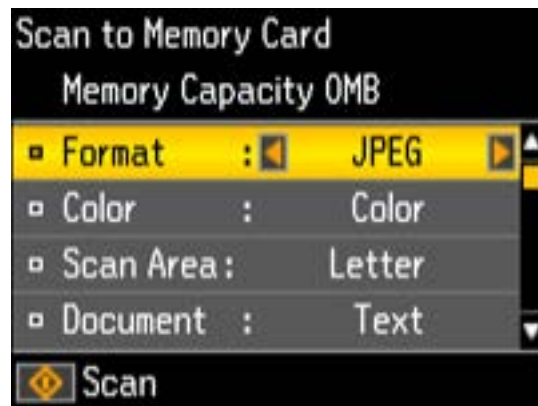 Scan to Memory Card
Memory Capacity 0MB
Format : JPEG
Color : Color
Scan Area: Letter
Document : Text
Scan